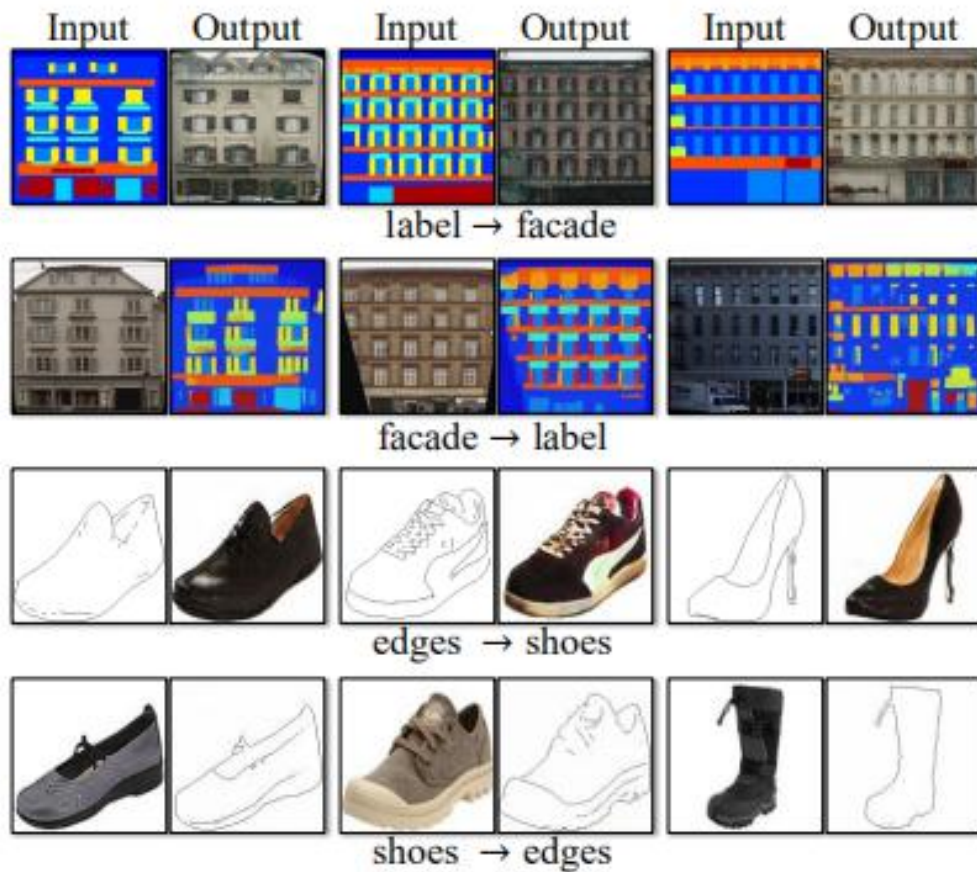 Input Output Input Output Input Output
label → facade
facade → label
edges → shoes
shoes → edges